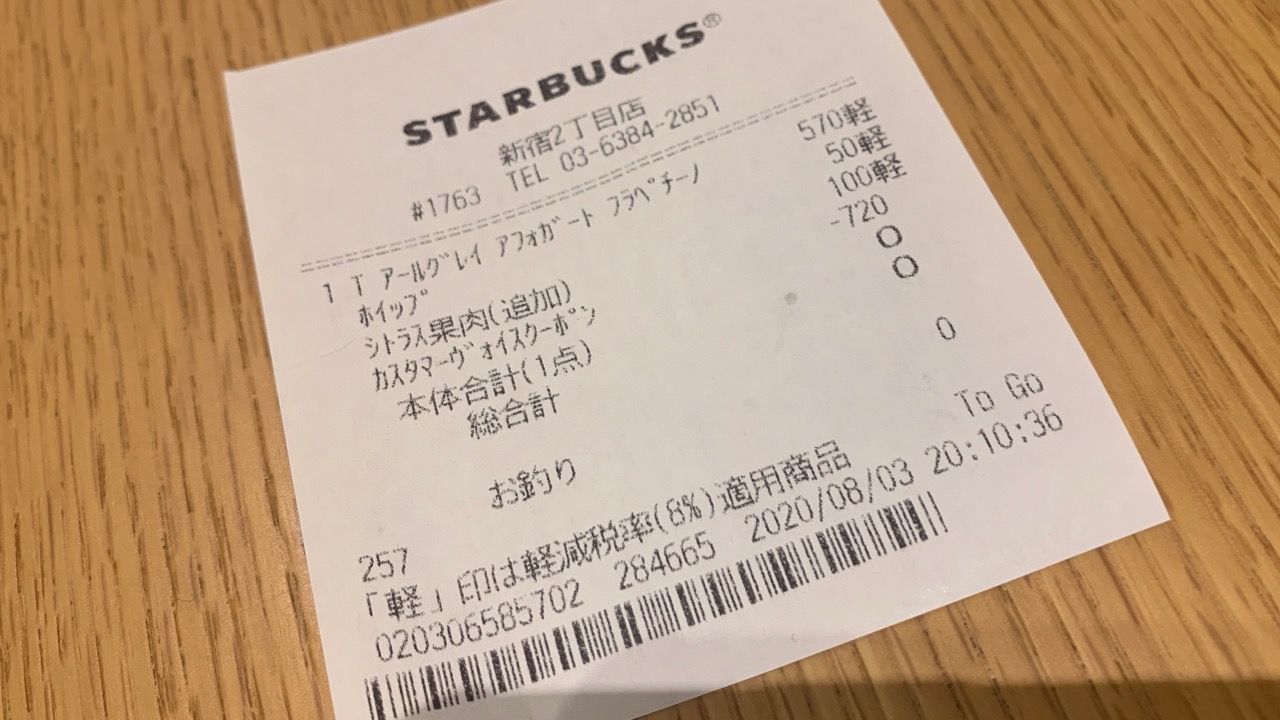 STARBUCKS®
新宿2丁目店
#1763 TEL 03-6384-2851
1 T ｱｰﾙｸﾞﾚｲ ｱﾌｫｶﾞｰﾄ ﾌﾗﾍﾟﾁｰﾉ 570軽
ﾎｲｯﾌﾟ 50軽
ｼﾄﾗｽ果肉(追加) 100軽
ｶｽﾀﾏｰｳﾞｫｲｽｸｰﾎﾟﾝ -720
本体合計(1点) 0
総合計 0
お釣り 0
To Go
257
「軽」印は軽減税率(8%)適用商品
020306585702 284665 2020/08/03 20:10:36